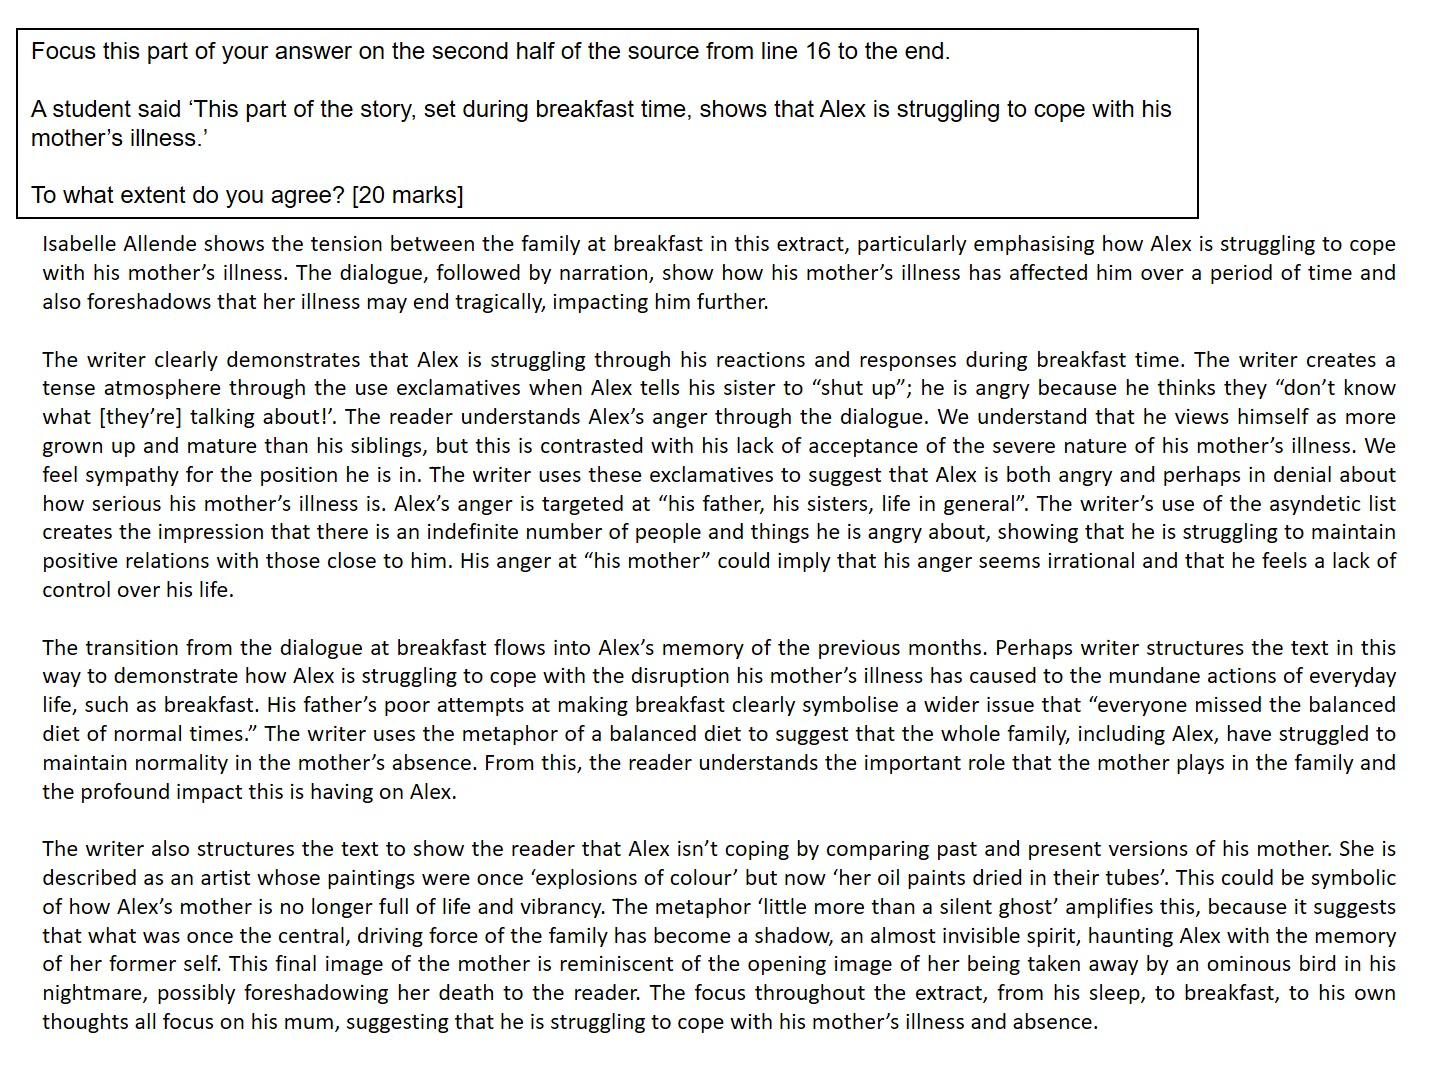 Focus this part of your answer on the second half of the source from line 16 to the end.
A student said ‘This part of the story, set during breakfast time, shows that Alex is struggling to cope with his
mother’s illness.’
To what extent do you agree? [20 marks]
Isabelle Allende shows the tension between the family at breakfast in this extract, particularly emphasising how Alex is struggling to cope
with his mother’s illness. The dialogue, followed by narration, show how his mother’s illness has affected him over a period of time and
also foreshadows that her illness may end tragically, impacting him further.
The writer clearly demonstrates that Alex is struggling through his reactions and responses during breakfast time. The writer creates a
tense atmosphere through the use exclamatives when Alex tells his sister to “shut up”; he is angry because he thinks they “don’t know
what [they’re] talking about!’. The reader understands Alex’s anger through the dialogue. We understand that he views himself as more
grown up and mature than his siblings, but this is contrasted with his lack of acceptance of the severe nature of his mother’s illness. We
feel sympathy for the position he is in. The writer uses these exclamatives to suggest that Alex is both angry and perhaps in denial about
how serious his mother’s illness is. Alex’s anger is targeted at “his father, his sisters, life in general”. The writer’s use of the asyndetic list
creates the impression that there is an indefinite number of people and things he is angry about, showing that he is struggling to maintain
positive relations with those close to him. His anger at “his mother” could imply that his anger seems irrational and that he feels a lack of
control over his life.
The transition from the dialogue at breakfast flows into Alex’s memory of the previous months. Perhaps writer structures the text in this
way to demonstrate how Alex is struggling to cope with the disruption his mother’s illness has caused to the mundane actions of everyday
life, such as breakfast. His father’s poor attempts at making breakfast clearly symbolise a wider issue that “everyone missed the balanced
diet of normal times.” The writer uses the metaphor of a balanced diet to suggest that the whole family, including Alex, have struggled to
maintain normality in the mother’s absence. From this, the reader understands the important role that the mother plays in the family and
the profound impact this is having on Alex.
The writer also structures the text to show the reader that Alex isn’t coping by comparing past and present versions of his mother. She is
described as an artist whose paintings were once ‘explosions of colour’ but now ‘her oil paints dried in their tubes’. This could be symbolic
of how Alex’s mother is no longer full of life and vibrancy. The metaphor ‘little more than a silent ghost’ amplifies this, because it suggests
that what was once the central, driving force of the family has become a shadow, an almost invisible spirit, haunting Alex with the memory
of her former self. This final image of the mother is reminiscent of the opening image of her being taken away by an ominous bird in his
nightmare, possibly foreshadowing her death to the reader. The focus throughout the extract, from his sleep, to breakfast, to his own
thoughts all focus on his mum, suggesting that he is struggling to cope with his mother’s illness and absence.